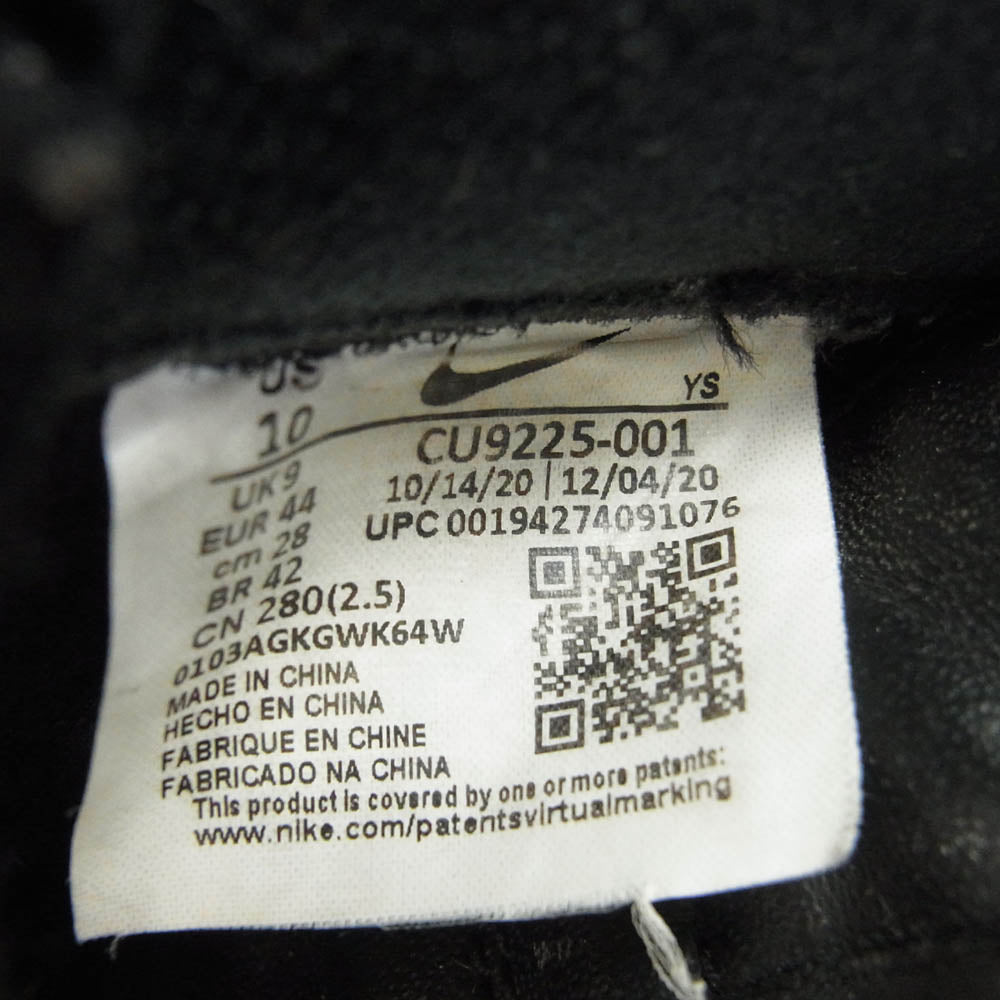 US
10
UK 9
EUR 44
cm 28
BR 42
CN 280(2.5)
YS
CU9225-001
10/14/20 | 12/04/20
UPC 00194274091076
0103AGKGWK64W
MADE IN CHINA
HECHO EN CHINA
FABRIQUE EN CHINE
FABRICADO NA CHINA
This product is covered by one or more patents:
www.nike.com/patentsvirtualmarking